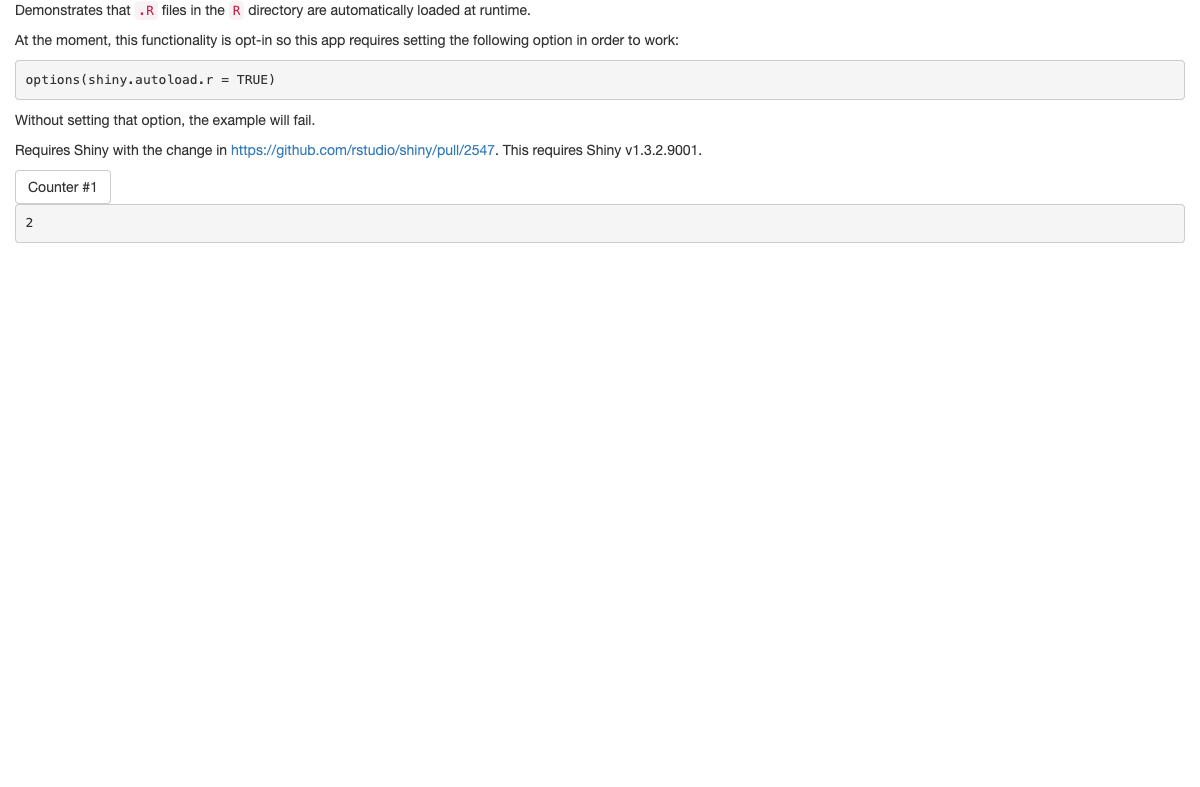 Demonstrates that .R files in the R directory are automatically loaded at runtime.
At the moment, this functionality is opt-in so this app requires setting the following option in order to work:
options(shiny.autoload.r = TRUE)
Without setting that option, the example will fail.
Requires Shiny with the change in https://github.com/rstudio/shiny/pull/2547. This requires Shiny v1.3.2.9001.
Counter #1
2